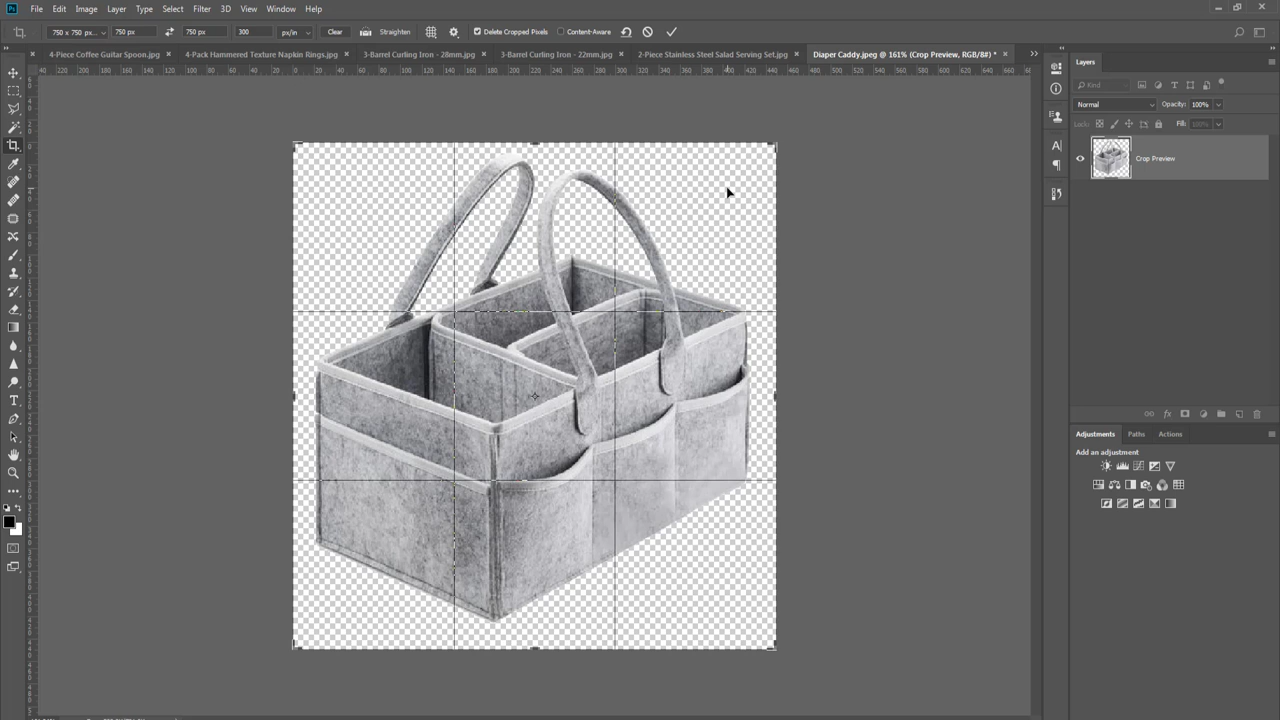 Ps File Edit Image Layer Type Select Filter 3D View Window Help
750 x 750 px... 750 px 750 px 300 px/in Clear Straighten Delete Cropped Pixels Content-Aware
4-Piece Coffee Guitar Spoon.jpg 4-Pack Hammered Texture Napkin Rings.jpg 3-Barrel Curling Iron - 28mm.jpg 3-Barrel Curling Iron - 22mm.jpg 2-Piece Stainless Steel Salad Serving Set.jpg Diaper Caddy.jpeg @ 161% (Crop Preview, RGB/8#) *
Layers
Kind
Normal Opacity: 100%
Lock: Fill: 100%
Crop Preview
Adjustments Paths Actions
Add an adjustment